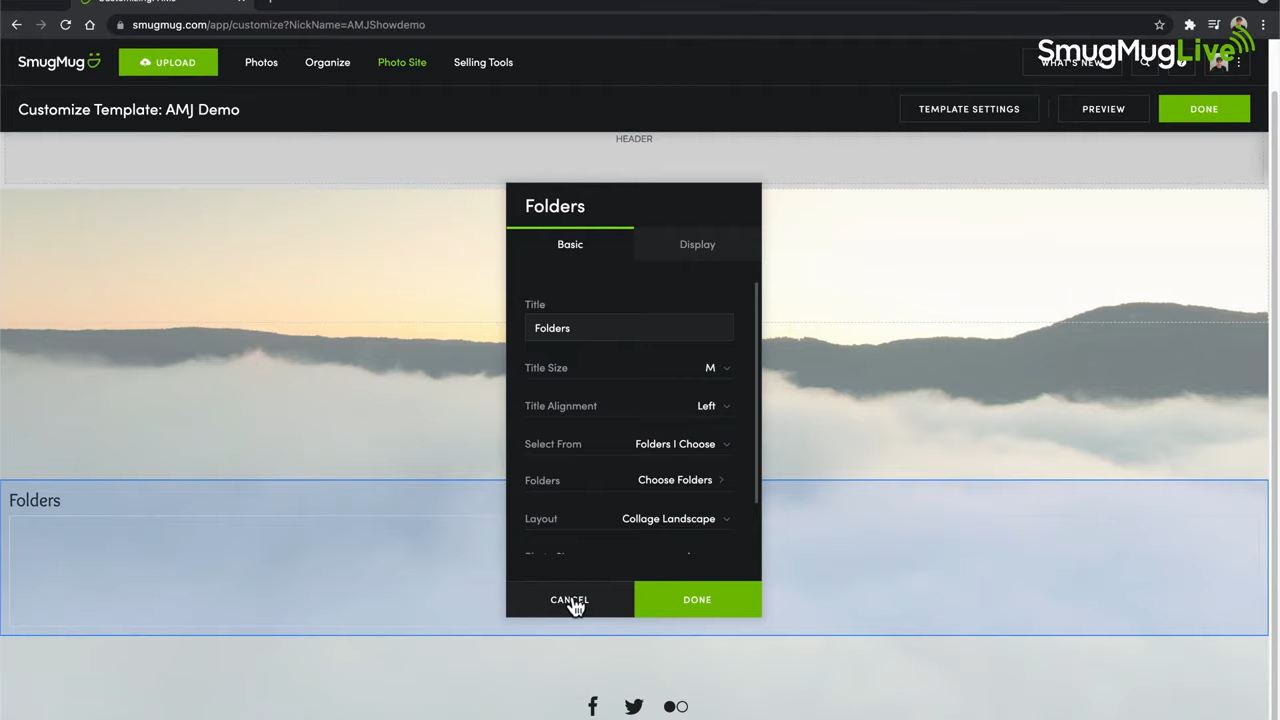 smugmug.com/app/customize?NickName=AMJShowdemo
SmugMug
UPLOAD
Photos
Organize
Photo Site
Selling Tools
WHAT'S NEW
SmugMugLive
Customize Template: AMJ Demo
TEMPLATE SETTINGS
PREVIEW
DONE
HEADER
Folders
Basic
Display
Title
Folders
Title Size
M
Title Alignment
Left
Select From
Folders I Choose
Folders
Choose Folders
Layout
Collage Landscape
CANCEL
DONE
Folders